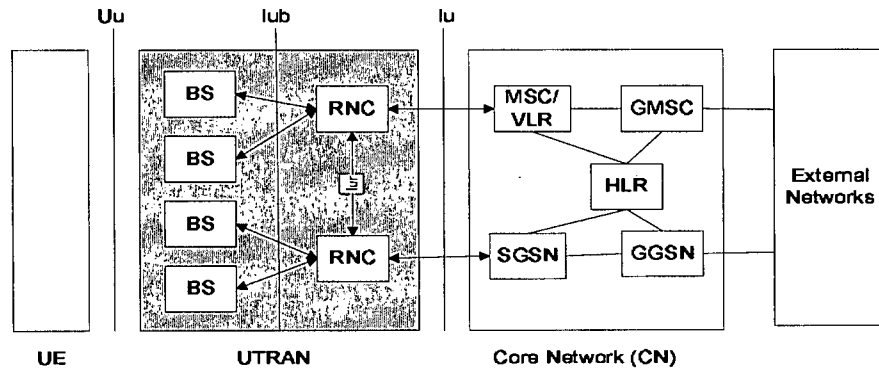 Uu
Iub
Iu
BS
BS
BS
BS
RNC
Iur
RNC
MSC/
VLR
GMSC
HLR
SGSN
GGSN
External
Networks
UE
UTRAN
Core Network (CN)